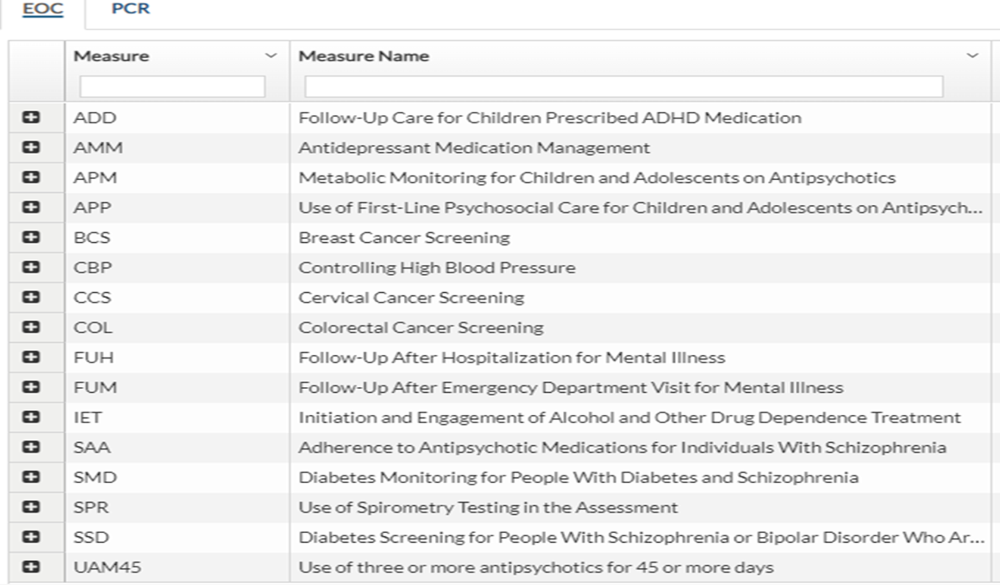 EOC PCR
Measure Measure Name
ADD Follow-Up Care for Children Prescribed ADHD Medication
AMM Antidepressant Medication Management
APM Metabolic Monitoring for Children and Adolescents on Antipsychotics
APP Use of First-Line Psychosocial Care for Children and Adolescents on Antipsych...
BCS Breast Cancer Screening
CBP Controlling High Blood Pressure
CCS Cervical Cancer Screening
COL Colorectal Cancer Screening
FUH Follow-Up After Hospitalization for Mental Illness
FUM Follow-Up After Emergency Department Visit for Mental Illness
IET Initiation and Engagement of Alcohol and Other Drug Dependence Treatment
SAA Adherence to Antipsychotic Medications for Individuals With Schizophrenia
SMD Diabetes Monitoring for People With Diabetes and Schizophrenia
SPR Use of Spirometry Testing in the Assessment
SSD Diabetes Screening for People With Schizophrenia or Bipolar Disorder Who Ar...
UAM45 Use of three or more antipsychotics for 45 or more days